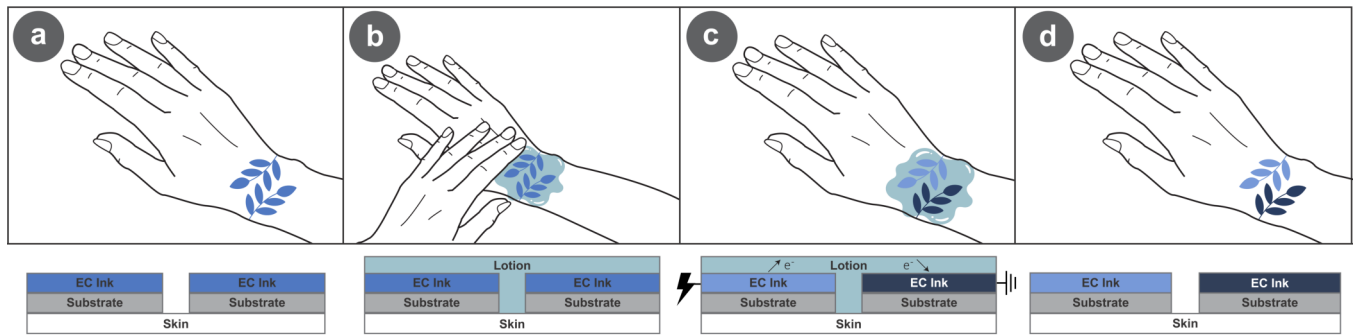 a
b
c
d
EC Ink
EC Ink
Substrate
Substrate
Skin
Lotion
EC Ink
EC Ink
Substrate
Substrate
Skin
e⁻
Lotion
e⁻
EC Ink
EC Ink
Substrate
Substrate
Skin
EC Ink
EC Ink
Substrate
Substrate
Skin